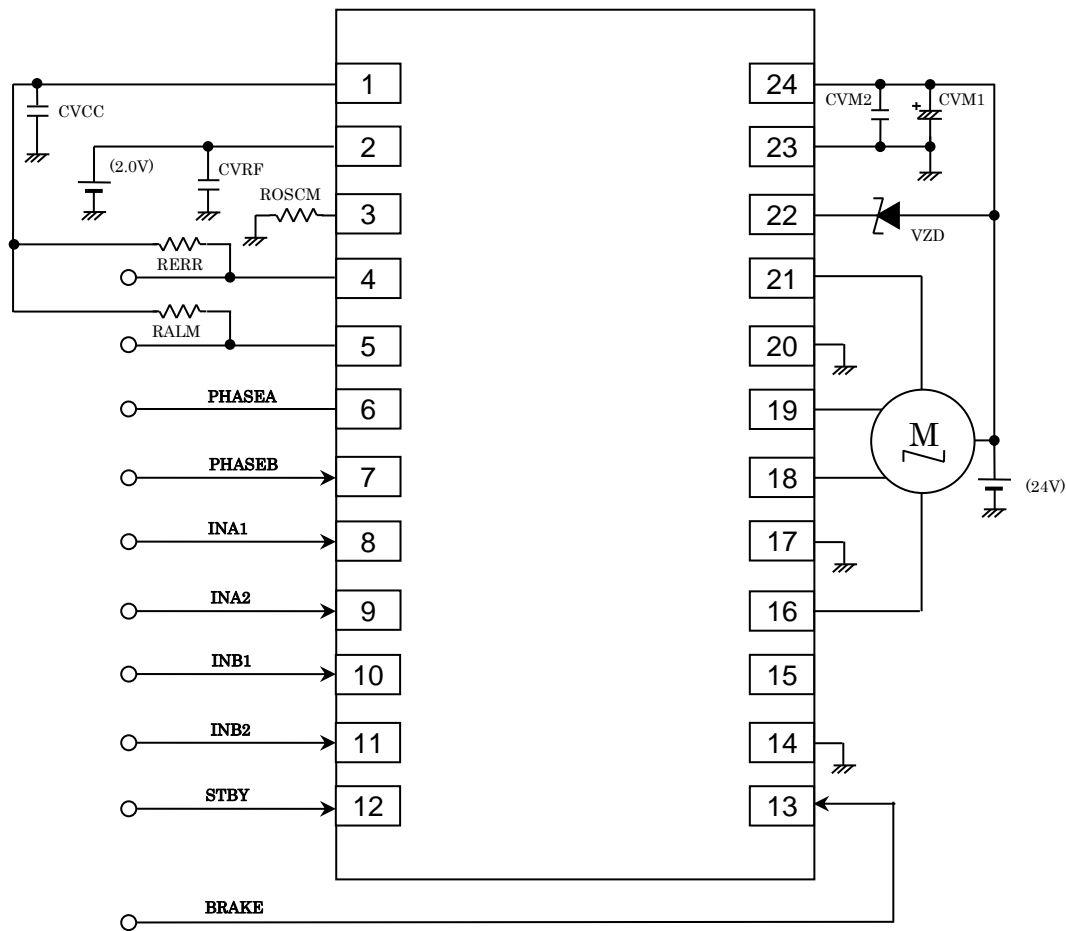 1
24
CVCC
CVM2
+
CVM1
2
(2.0V)
CVRF
23
ROSCM
3
22
VZD
RERR
4
21
RALM
5
20
PHASEA
6
19
M
PHASEB
7
18
(24V)
INA1
8
17
INA2
9
16
INB1
10
15
INB2
11
14
STBY
12
13
BRAKE